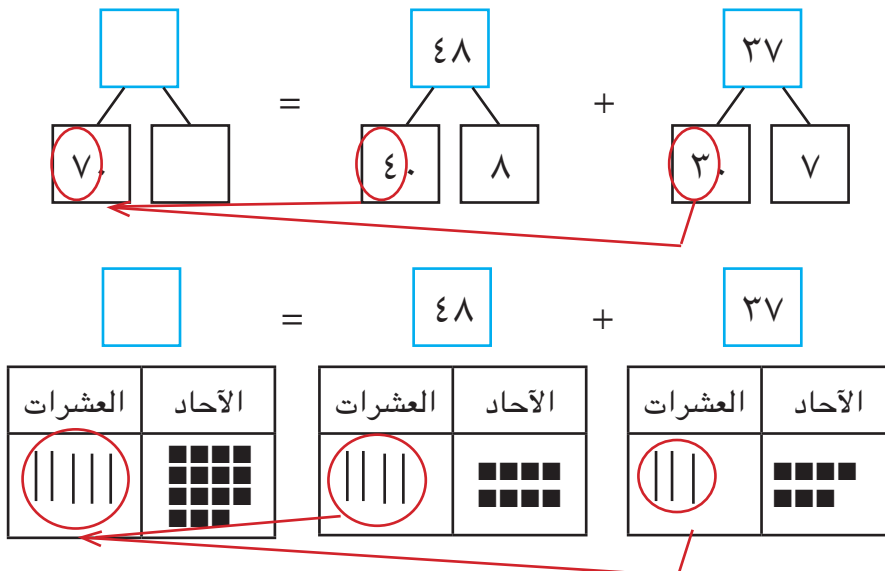 ٣٧ + ٤٨ =
٧ ٣٠ ٨ ٤٠ ٧٠
٣٧ + ٤٨ =
الآحاد العشرات الآحاد العشرات الآحاد العشرات